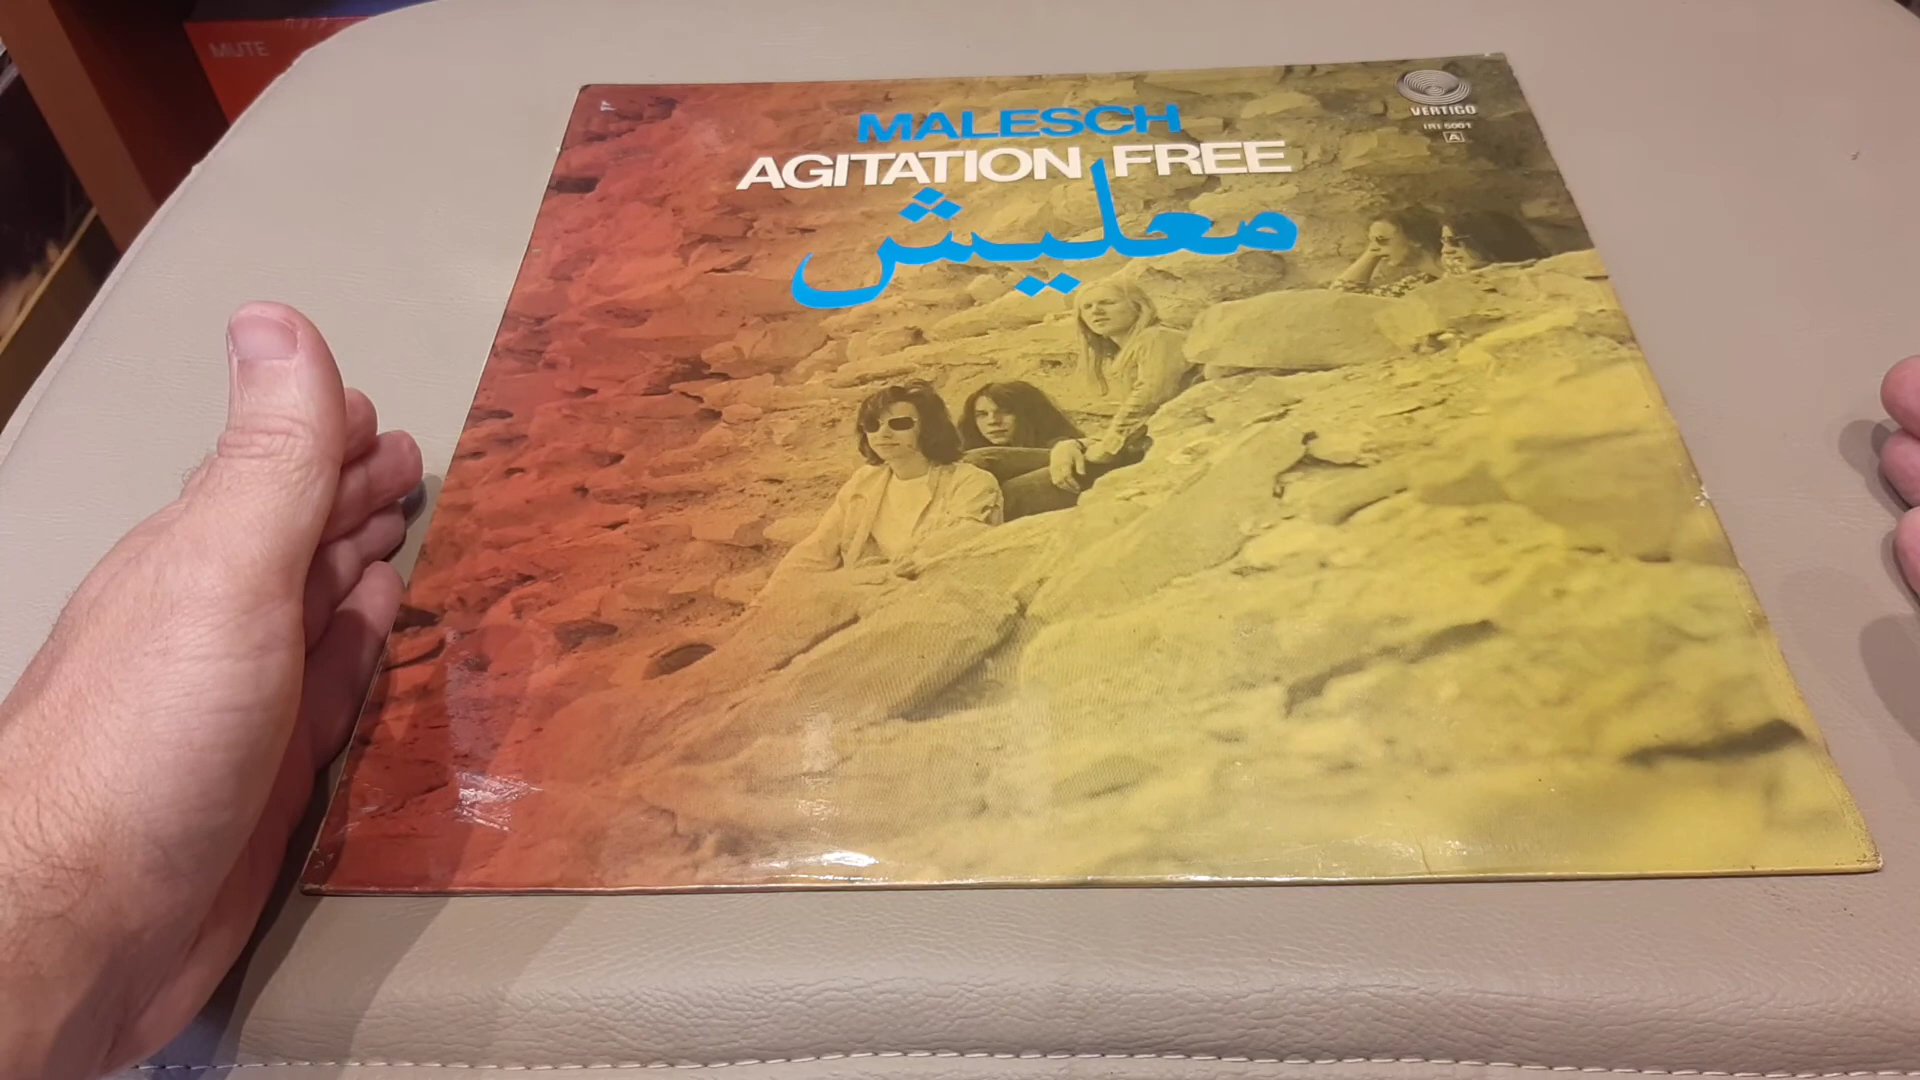 MUTE
MALESCH
AGITATION FREE
معليش
VERTIGO
A